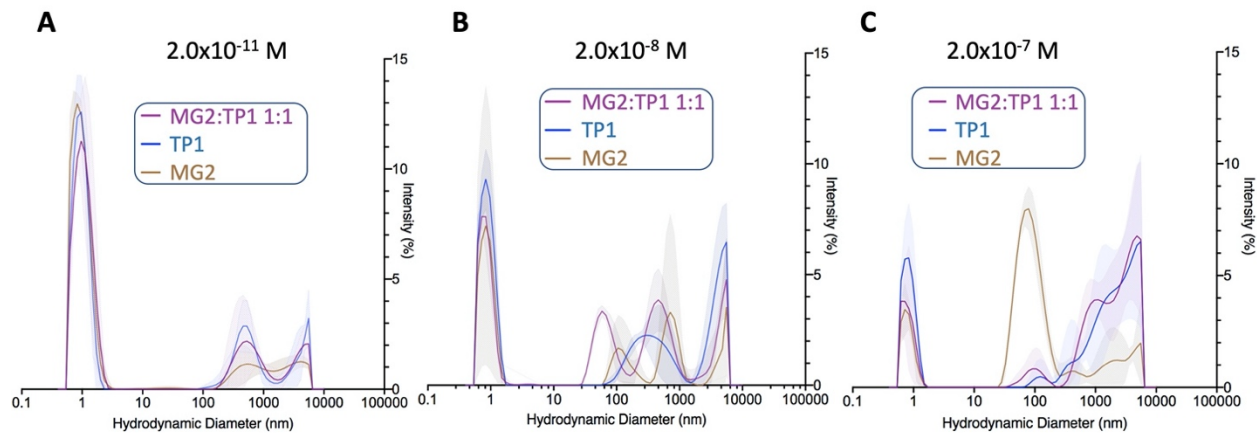 A
2.0x10⁻¹¹ M
MG2:TP1 1:1
TP1
MG2
15
10
5
0
Intensity (%)
0.1 1 10 100 1000 10000 100000
Hydrodynamic Diameter (nm)
B
2.0x10⁻⁸ M
MG2:TP1 1:1
TP1
MG2
15
10
5
0
Intensity (%)
0.1 1 10 100 1000 10000 100000
Hydrodynamic Diameter (nm)
C
2.0x10⁻⁷ M
MG2:TP1 1:1
TP1
MG2
15
10
5
0
Intensity (%)
0.1 1 10 100 1000 10000 100000
Hydrodynamic Diameter (nm)